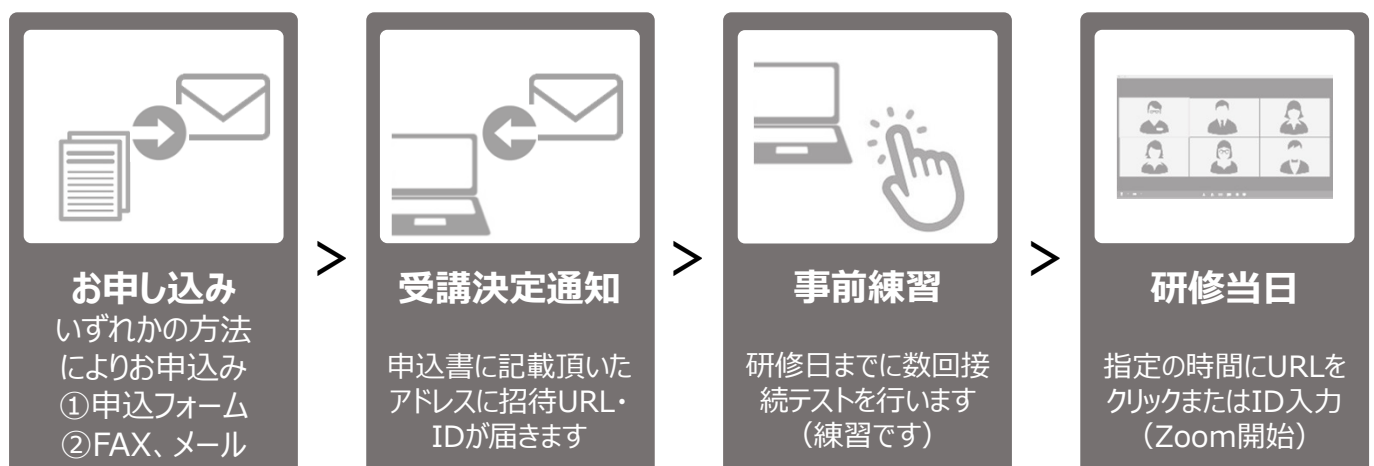 お申し込み
いずれかの方法
によりお申込み
①申込フォーム
②FAX、メール
>
受講決定通知
申込書に記載頂いた
アドレスに招待URL・
IDが届きます
>
事前練習
研修日までに数回接
続テストを行います
（練習です）
>
研修当日
指定の時間にURLを
クリックまたはID入力
（Zoom開始）